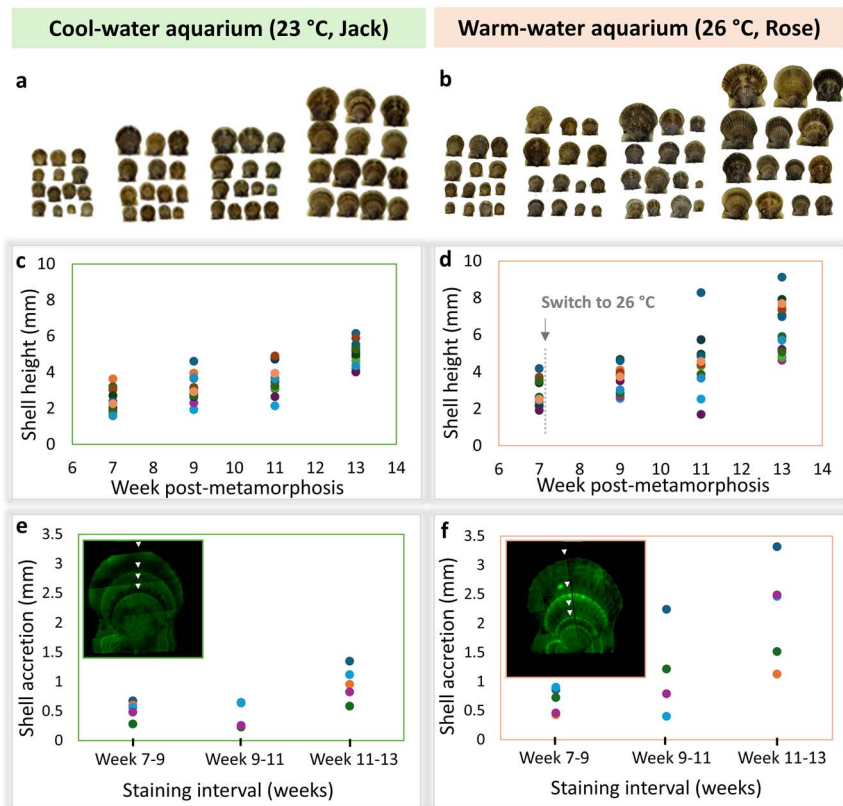 Cool-water aquarium (23 °C, Jack)
Warm-water aquarium (26 °C, Rose)
a
b
c
10
8
6
4
2
0
6 7 8 9 10 11 12 13 14
Shell height (mm)
Week post-metamorphosis
d
10
8
6
4
2
0
Switch to 26 °C
6 7 8 9 10 11 12 13 14
Shell height (mm)
Week post-metamorphosis
e
3.5
3
2.5
2
1.5
1
0.5
0
Shell accretion (mm)
Week 7-9 Week 9-11 Week 11-13
Staining interval (weeks)
f
3.5
3
2.5
2
1.5
1
0.5
0
Shell accretion (mm)
Week 7-9 Week 9-11 Week 11-13
Staining interval (weeks)